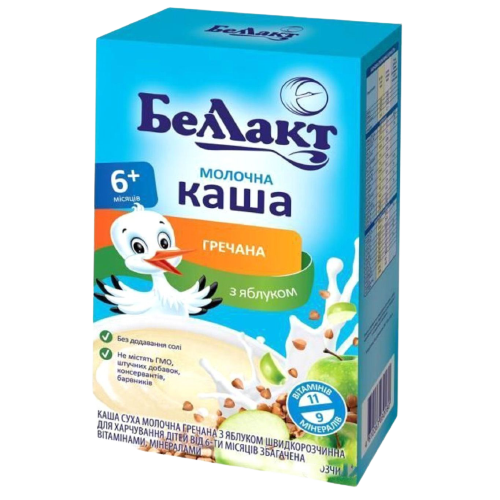 Беллакт
МОЛОЧНА
каша
6+
місяців
ГРЕЧАНА
з яблуком
Без додавання солі
Не містять ГМО,
штучних добавок,
консервантів,
барвників
ВІТАМІНІВ
11
9
МІНЕРАЛІВ
КАША СУХА МОЛОЧНА ГРЕЧАНА З ЯБЛУКОМ ШВИДКОРОЗЧИННА
ДЛЯ ХАРЧУВАННЯ ДІТЕЙ ВІД 6-ТИ МІСЯЦІВ ЗБАГАЧЕНА
ВІТАМІНАМИ, МІНЕРАЛАМИ